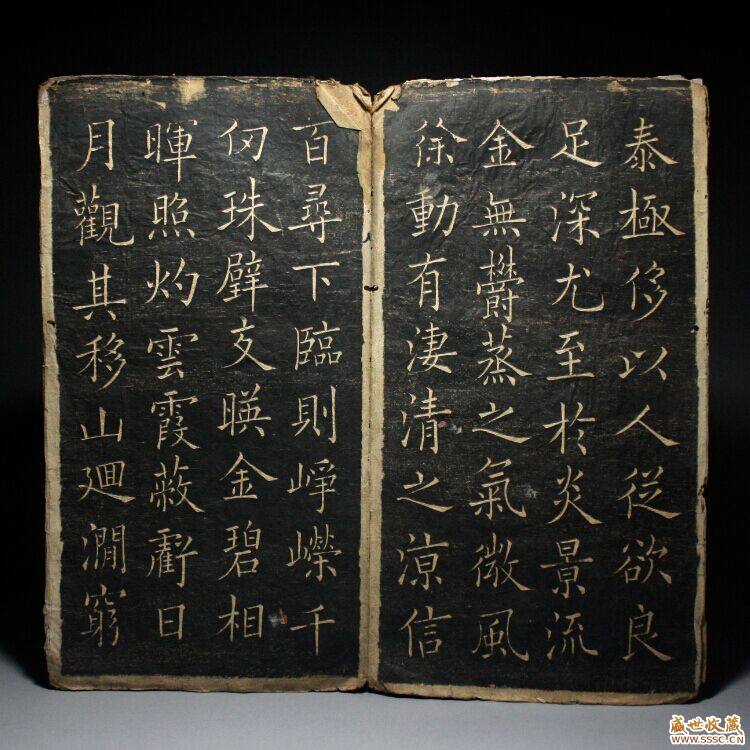 泰極侈以人從欲良
足深尤至於炎景流
金無欝蒸之氣微風
徐動有淒清之涼信
百尋下臨則崢嶸千
仞珠璧交暎金碧相
暉照灼雲霞蔽虧日
月觀其移山廻澗窮
盛世收藏
www.SSSC.CN